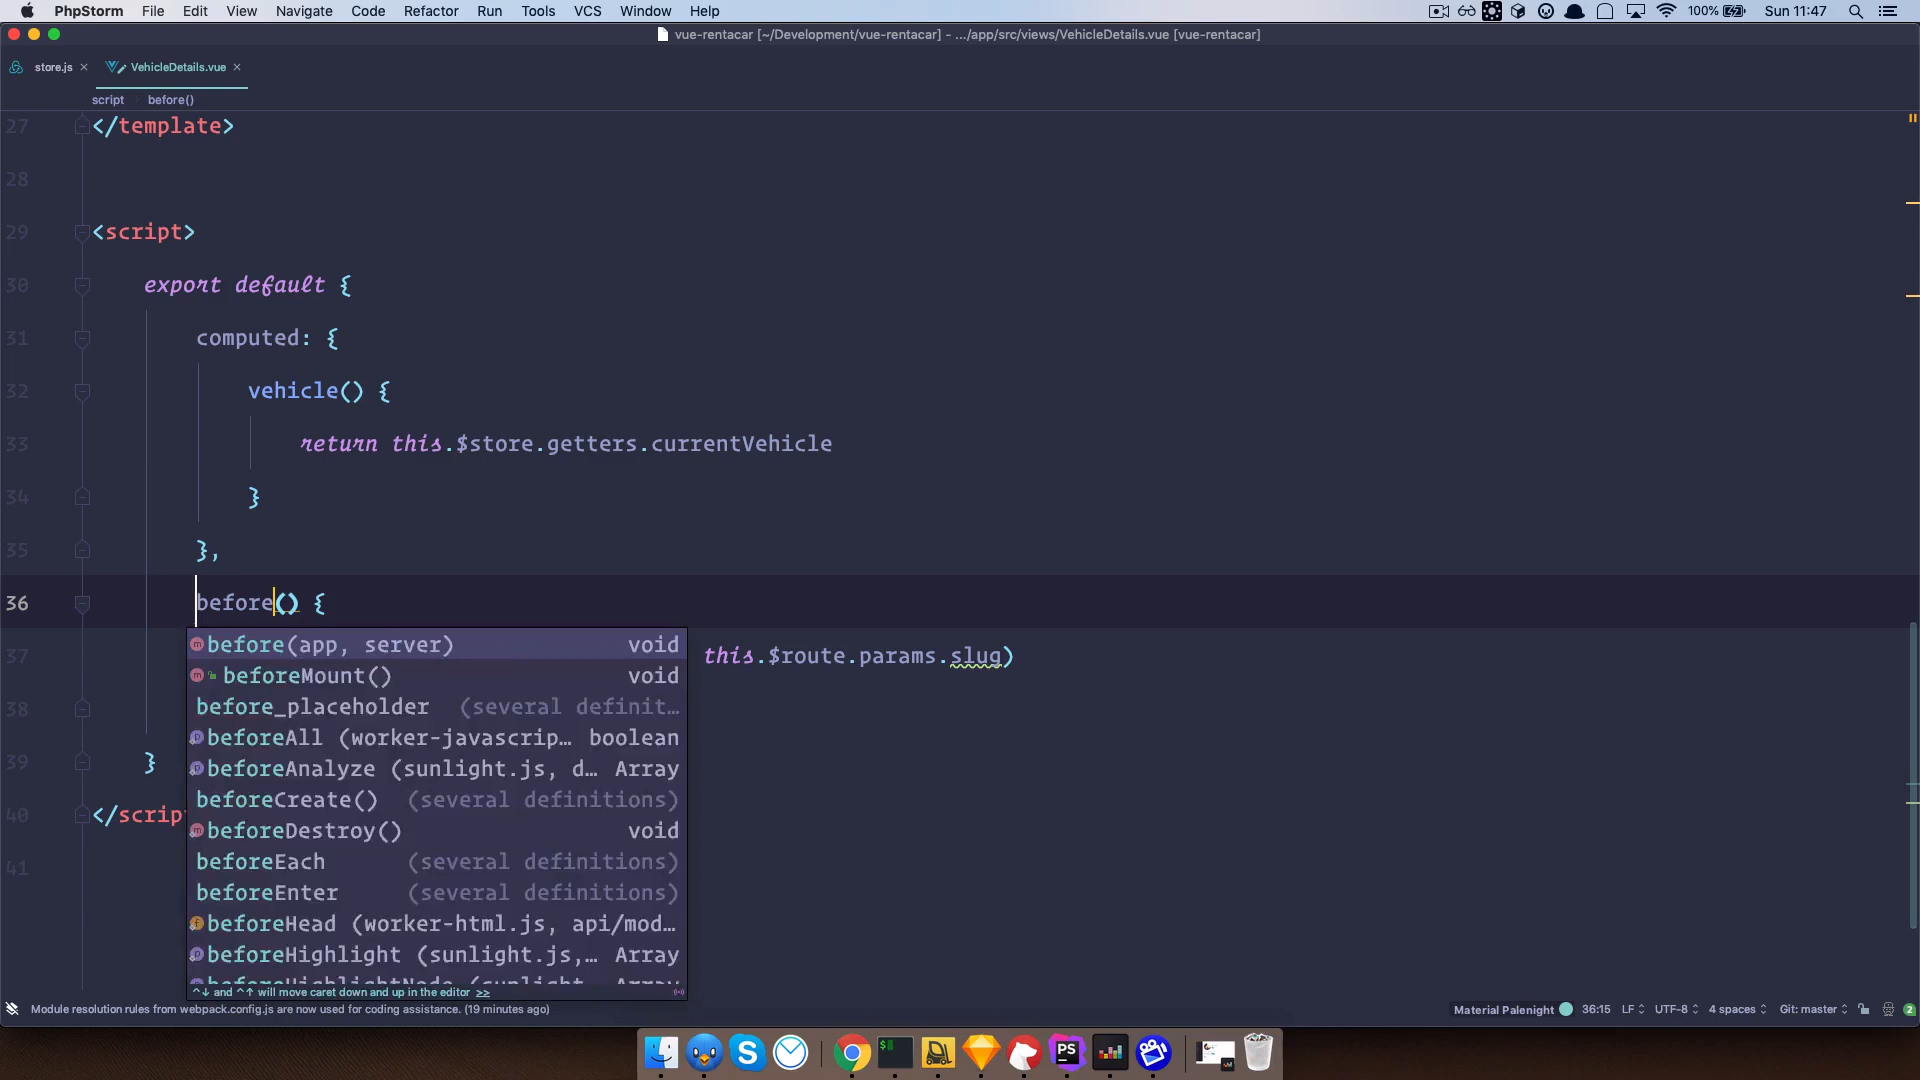 PhpStorm File Edit View Navigate Code Refactor Run Tools VCS Window Help 100% Sun 11:47
vue-rentacar [~/Development/vue-rentacar] - .../app/src/views/VehicleDetails.vue [vue-rentacar]
store.js VehicleDetails.vue
script before()
27 </template>
28
29 <script>
30 export default {
31 computed: {
32 vehicle() {
33 return this.$store.getters.currentVehicle
34 }
35 },
36 before() {
before(app, server) void
37 this.$route.params.slug)
beforeMount() void
38 before_placeholder (several definit…
beforeAll (worker-javascrip… boolean
39 }
beforeAnalyze (sunlight.js, d… Array
beforeCreate() (several definitions)
40 </scrip
beforeDestroy() void
41 beforeEach (several definitions)
beforeEnter (several definitions)
beforeHead (worker-html.js, api/mod…
beforeHighlight (sunlight.js,… Array
^↓ and ^↑ will move caret down and up in the editor >>
Module resolution rules from webpack.config.js are now used for coding assistance. (19 minutes ago) Material Palenight 36:15 LF UTF-8 4 spaces Git: master 2
$ S PS